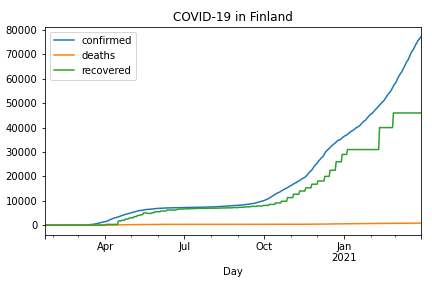 COVID-19 in Finland
confirmed
deaths
recovered
80000
70000
60000
50000
40000
30000
20000
10000
0
Apr Jul Oct Jan
2021
Day